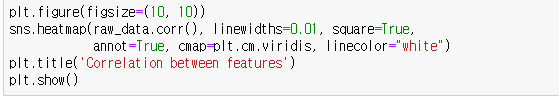 plt.figure(figsize=(10, 10))
sns.heatmap(raw_data.corr(), linewidths=0.01, square=True,
            annot=True, cmap=plt.cm.viridis, linecolor="white")
plt.title('Correlation between features')
plt.show()